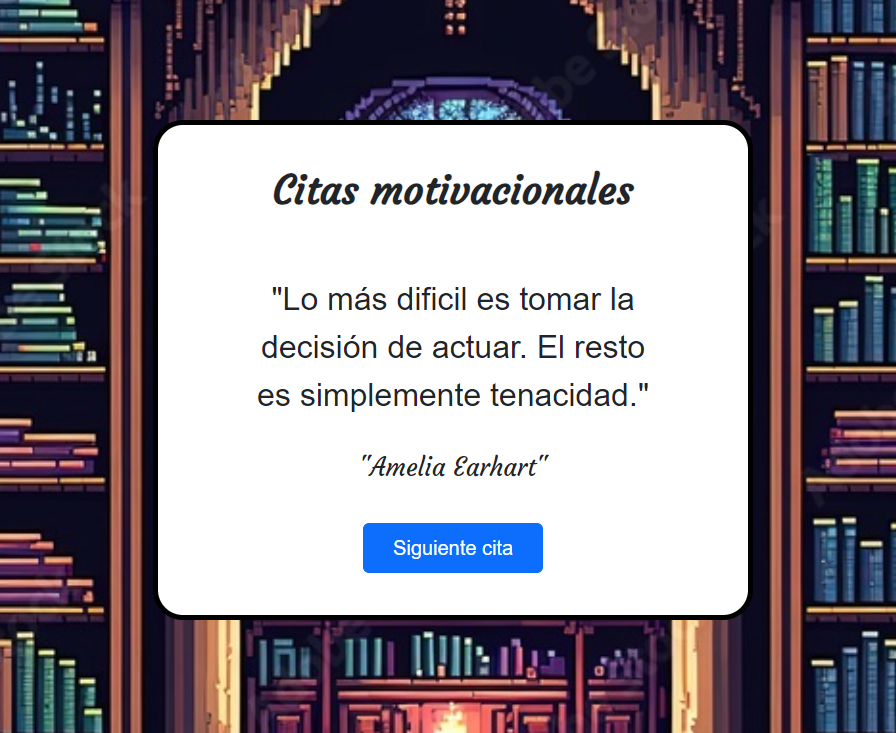 Citas motivacionales
"Lo más dificil es tomar la
decisión de actuar. El resto
es simplemente tenacidad."
"Amelia Earhart"
Siguiente cita